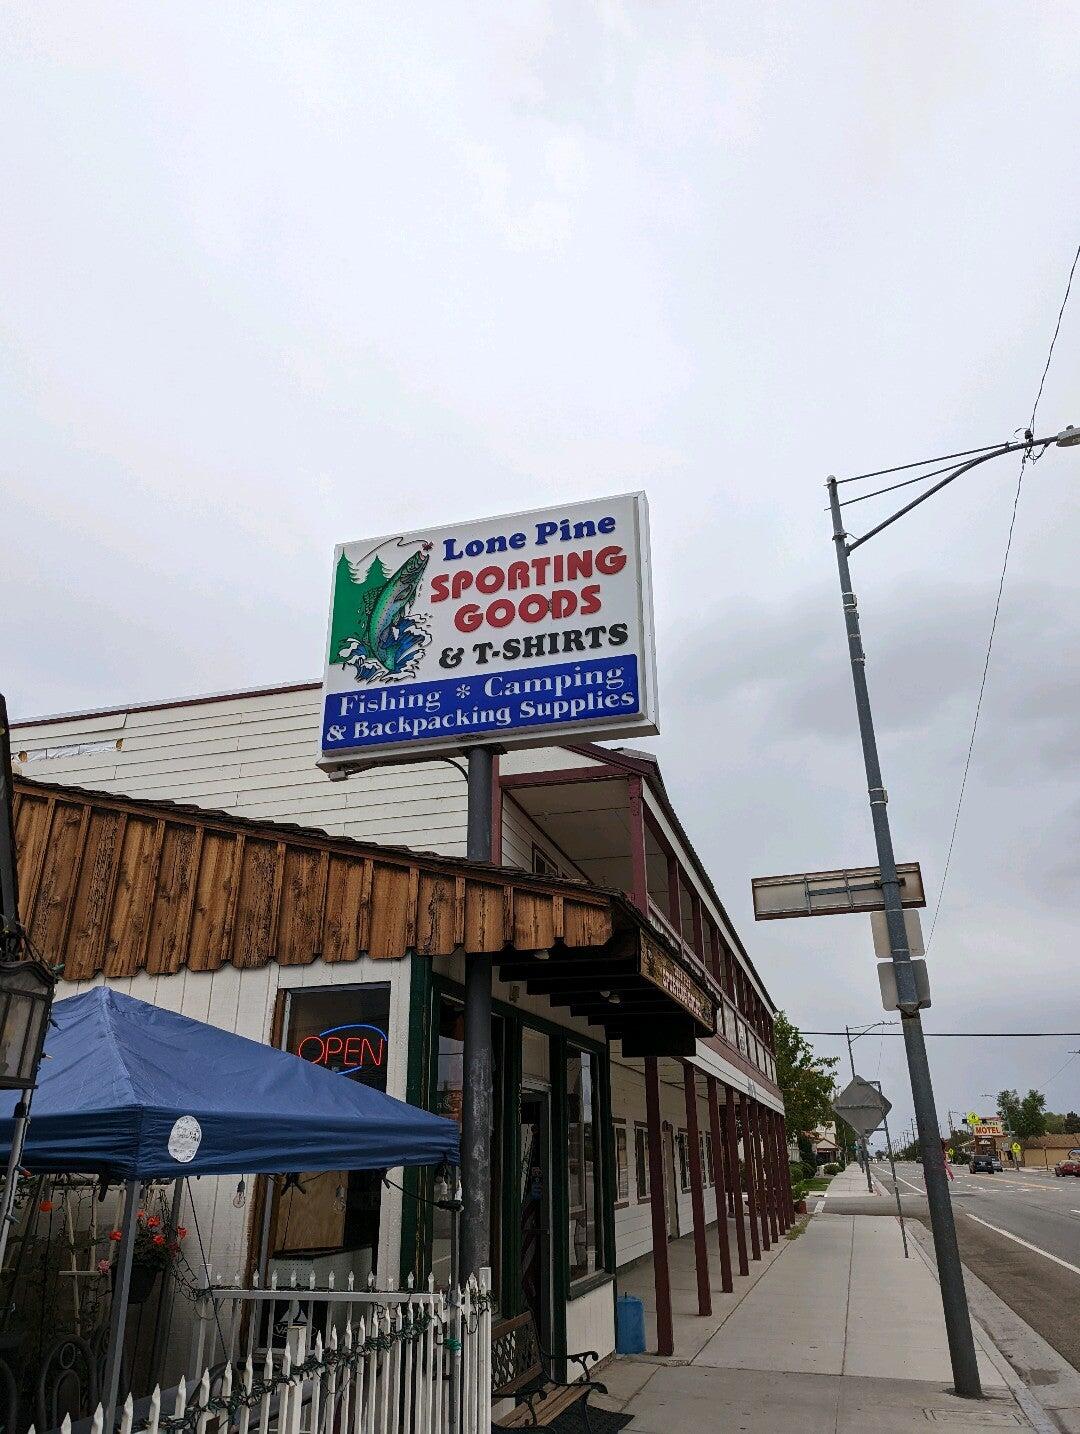 Lone Pine
SPORTING
GOODS
& T-SHIRTS
Fishing * Camping
& Backpacking Supplies
OPEN
MOTEL